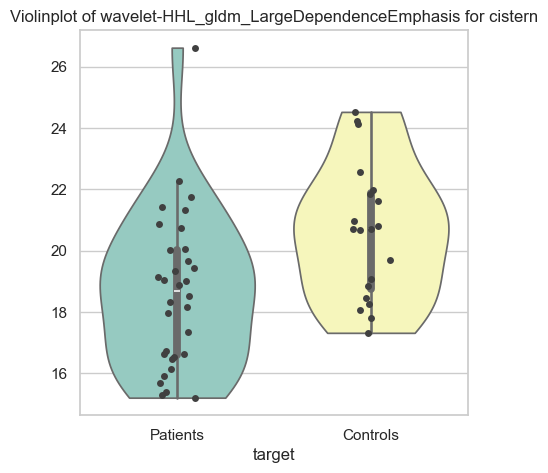 Violinplot of wavelet-HHL_gldm_LargeDependenceEmphasis for cistern
26
24
22
20
18
16
Patients Controls
target